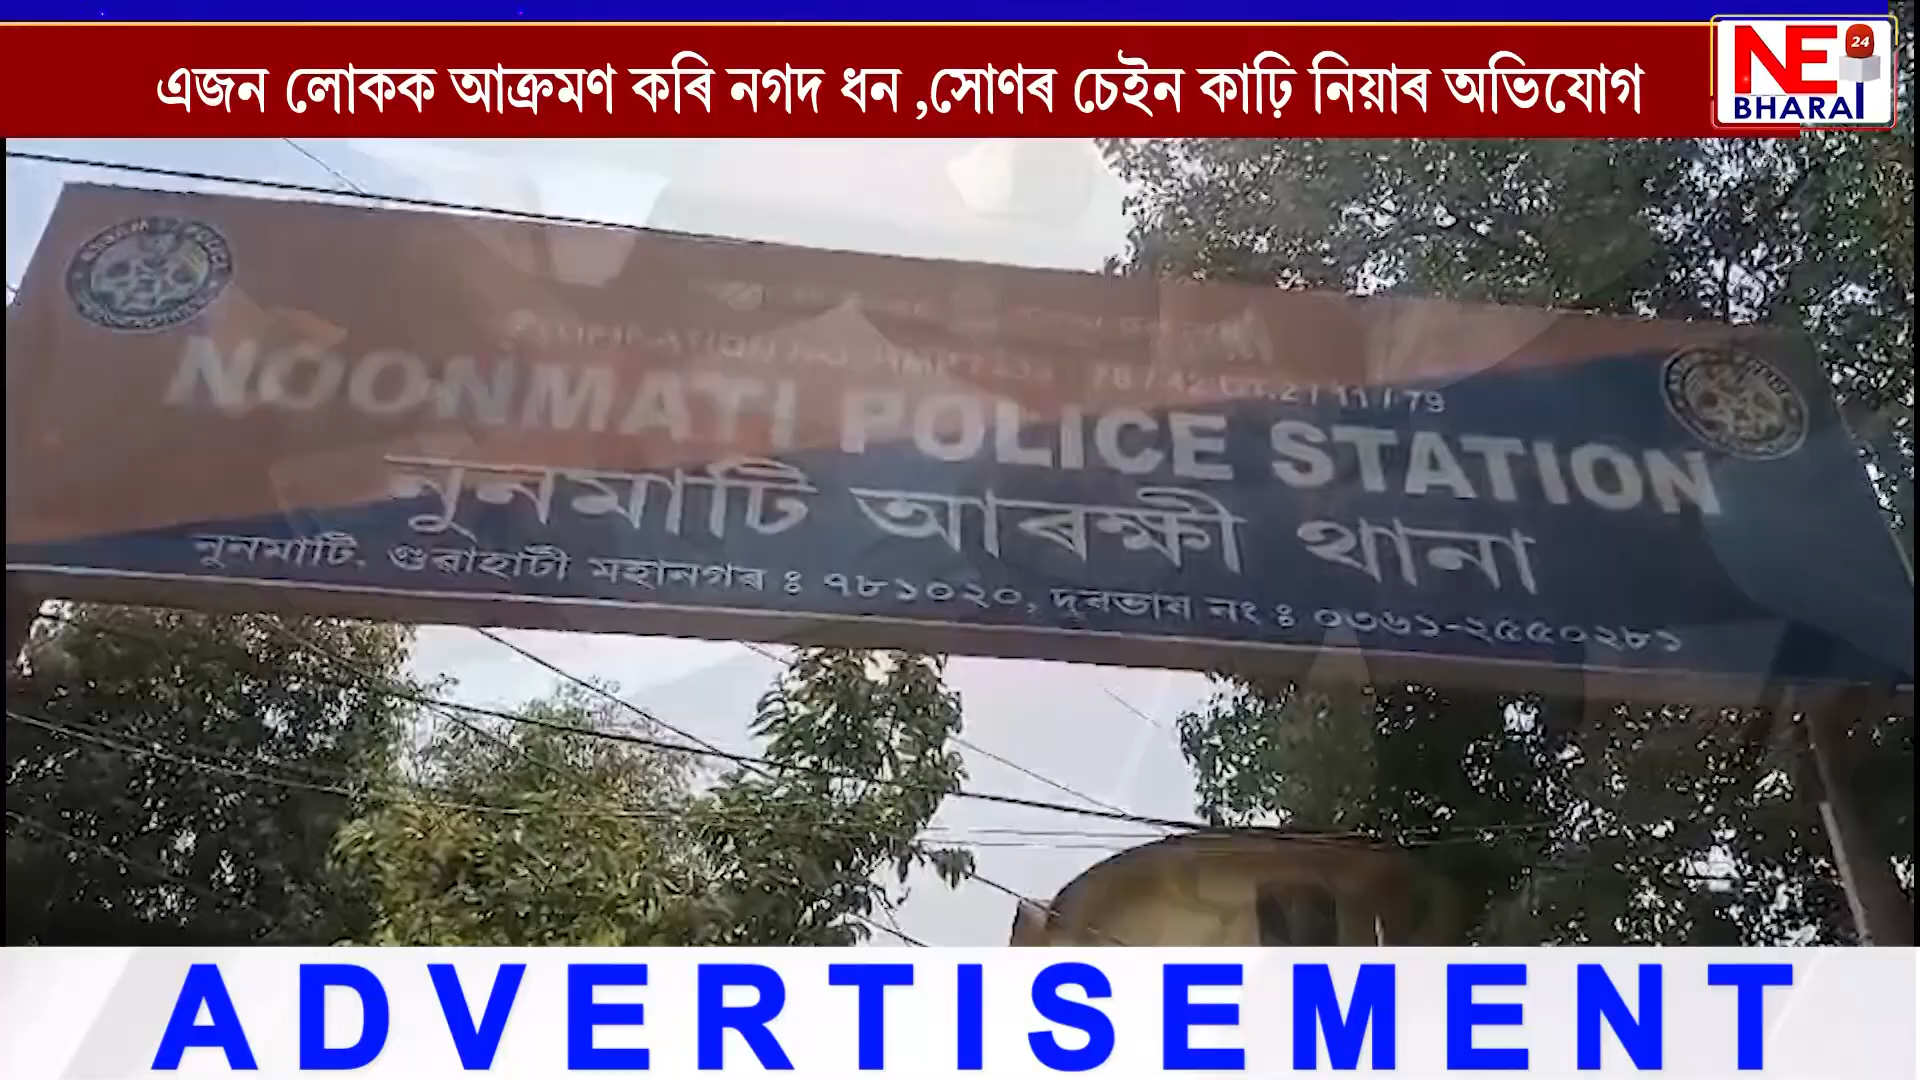 এজন লোকক আক্ৰমণ কৰি নগদ ধন ,সোণৰ চেইন কাঢ়ি নিয়াৰ অভিযোগ
NE 24
BHARAT
NOONMATI POLICE STATION
নুনমাটি আৰক্ষী থানা
নুনমাটি. গুৱাহাটী মহানগৰ ঃ ৭৮১০২০, দূৰভাষ নং ঃ ০৩৬১-২৫৫০২৮১
ADVERTISEMENT